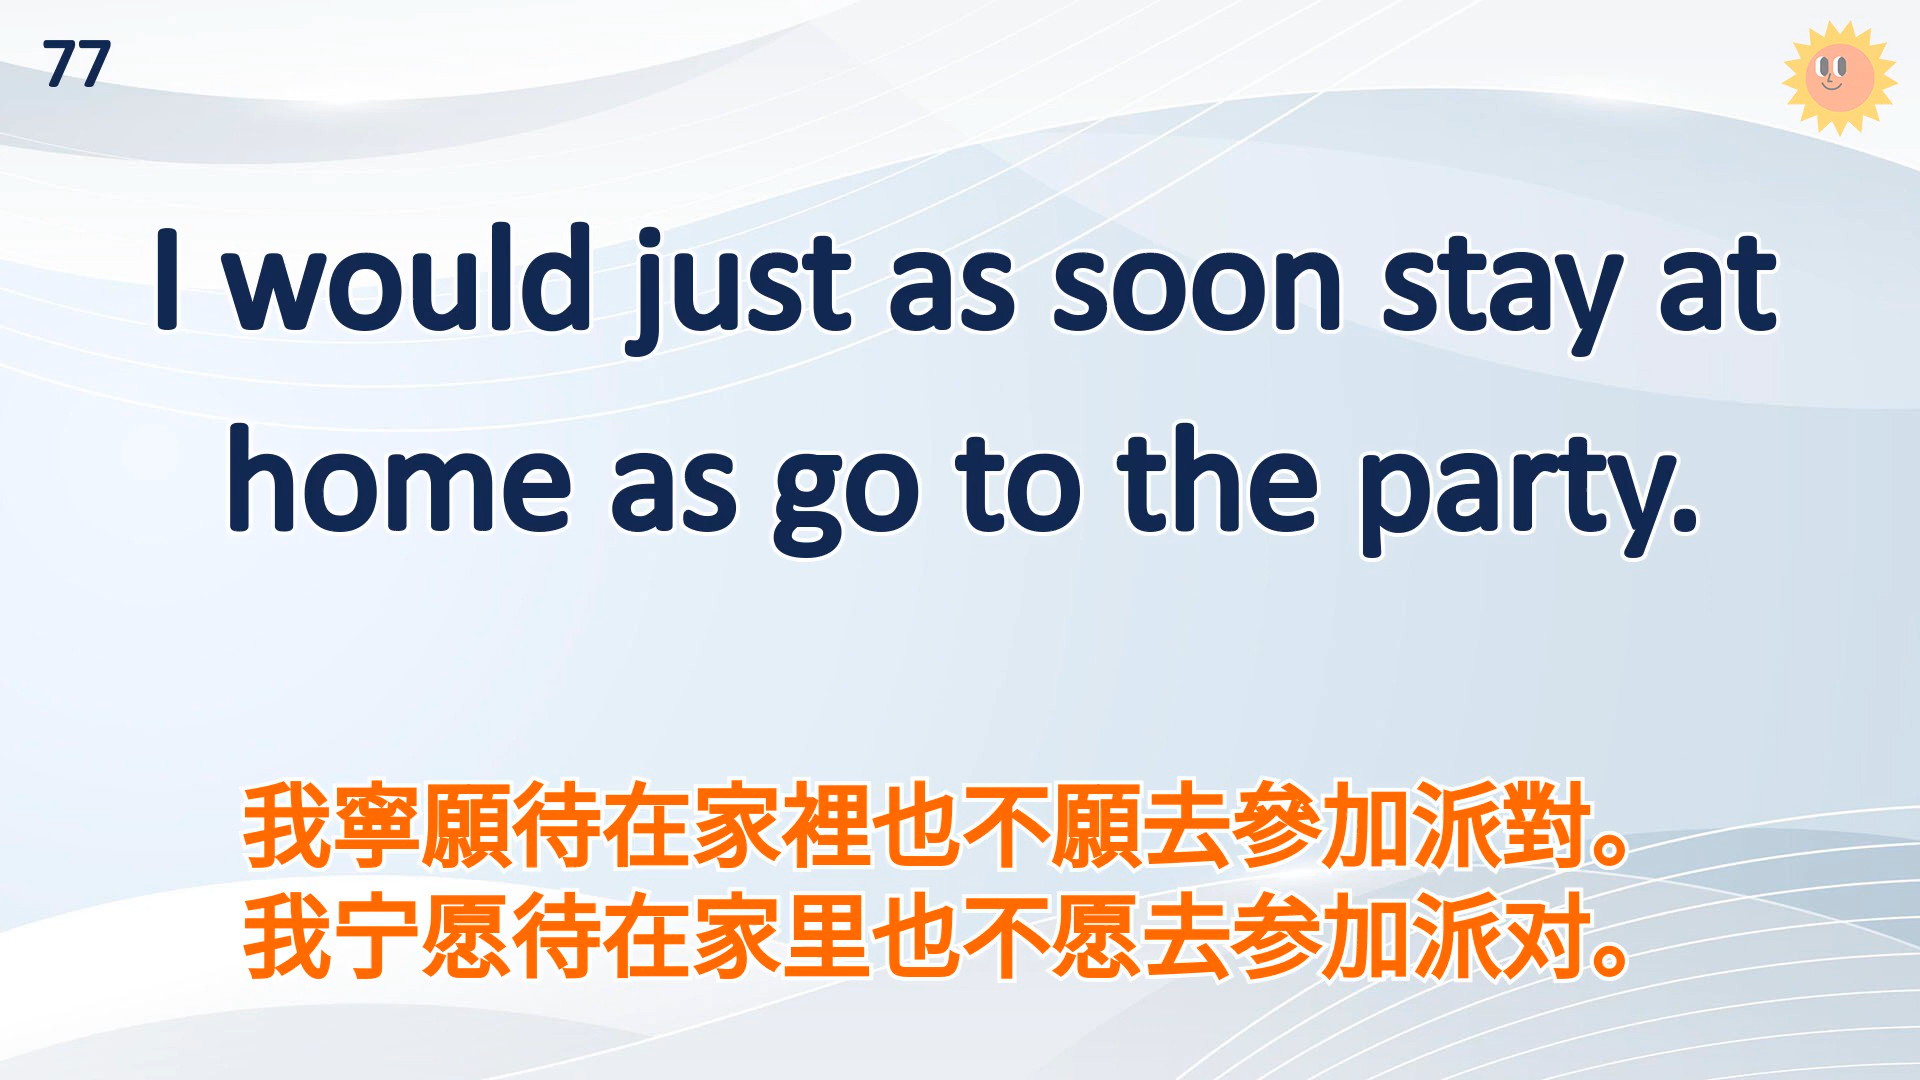 77
I would just as soon stay at
home as go to the party.
我寧願待在家裡也不願去參加派對。
我宁愿待在家里也不愿去参加派对。